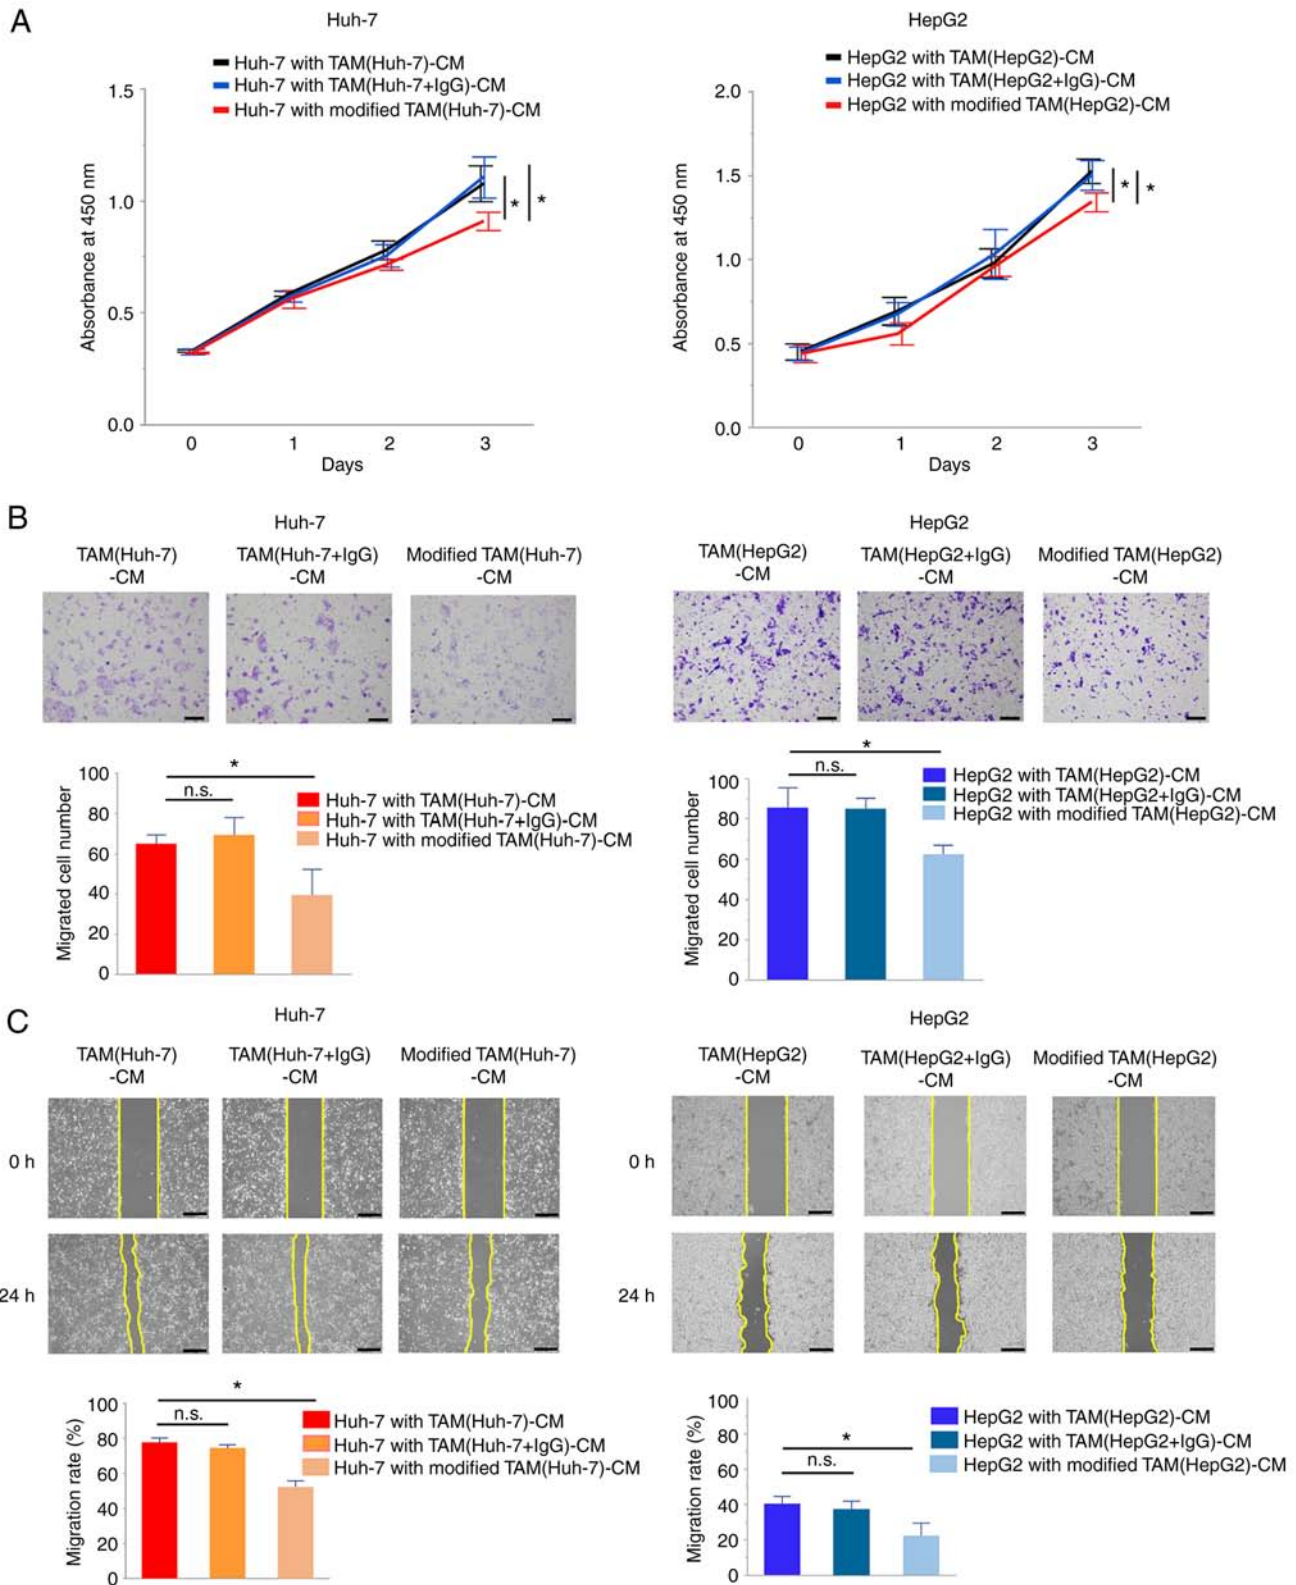 A
Huh-7
Huh-7 with TAM(Huh-7)-CM
Huh-7 with TAM(Huh-7+IgG)-CM
Huh-7 with modified TAM(Huh-7)-CM
Absorbance at 450 nm
1.5
1.0
0.5
0.0
*
*
0 1 2 3
Days
HepG2
HepG2 with TAM(HepG2)-CM
HepG2 with TAM(HepG2+IgG)-CM
HepG2 with modified TAM(HepG2)-CM
Absorbance at 450 nm
2.0
1.5
1.0
0.5
0.0
*
*
0 1 2 3
Days
B
Huh-7
TAM(Huh-7)
-CM
TAM(Huh-7+IgG)
-CM
Modified TAM(Huh-7)
-CM
Migrated cell number
100
80
60
40
20
0
*
n.s.
Huh-7 with TAM(Huh-7)-CM
Huh-7 with TAM(Huh-7+IgG)-CM
Huh-7 with modified TAM(Huh-7)-CM
HepG2
TAM(HepG2)
-CM
TAM(HepG2+IgG)
-CM
Modified TAM(HepG2)
-CM
Migrated cell number
100
80
60
40
20
0
*
n.s.
HepG2 with TAM(HepG2)-CM
HepG2 with TAM(HepG2+IgG)-CM
HepG2 with modified TAM(HepG2)-CM
C
Huh-7
TAM(Huh-7)
-CM
TAM(Huh-7+IgG)
-CM
Modified TAM(Huh-7)
-CM
0 h
24 h
Migration rate (%)
100
80
60
40
20
0
*
n.s.
Huh-7 with TAM(Huh-7)-CM
Huh-7 with TAM(Huh-7+IgG)-CM
Huh-7 with modified TAM(Huh-7)-CM
HepG2
TAM(HepG2)
-CM
TAM(HepG2+IgG)
-CM
Modified TAM(HepG2)
-CM
0 h
24 h
Migration rate (%)
100
80
60
40
20
0
*
n.s.
HepG2 with TAM(HepG2)-CM
HepG2 with TAM(HepG2+IgG)-CM
HepG2 with modified TAM(HepG2)-CM